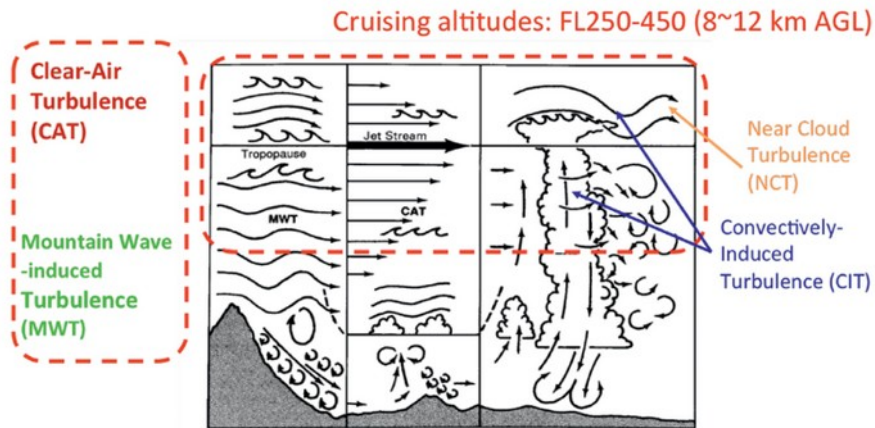 Cruising altitudes: FL250-450 (8~12 km AGL)
Clear-Air
Turbulence
(CAT)
Mountain Wave
-induced
Turbulence
(MWT)
Jet Stream
Tropopause
MWT
CAT
Near Cloud
Turbulence
(NCT)
Convectively-
Induced
Turbulence (CIT)